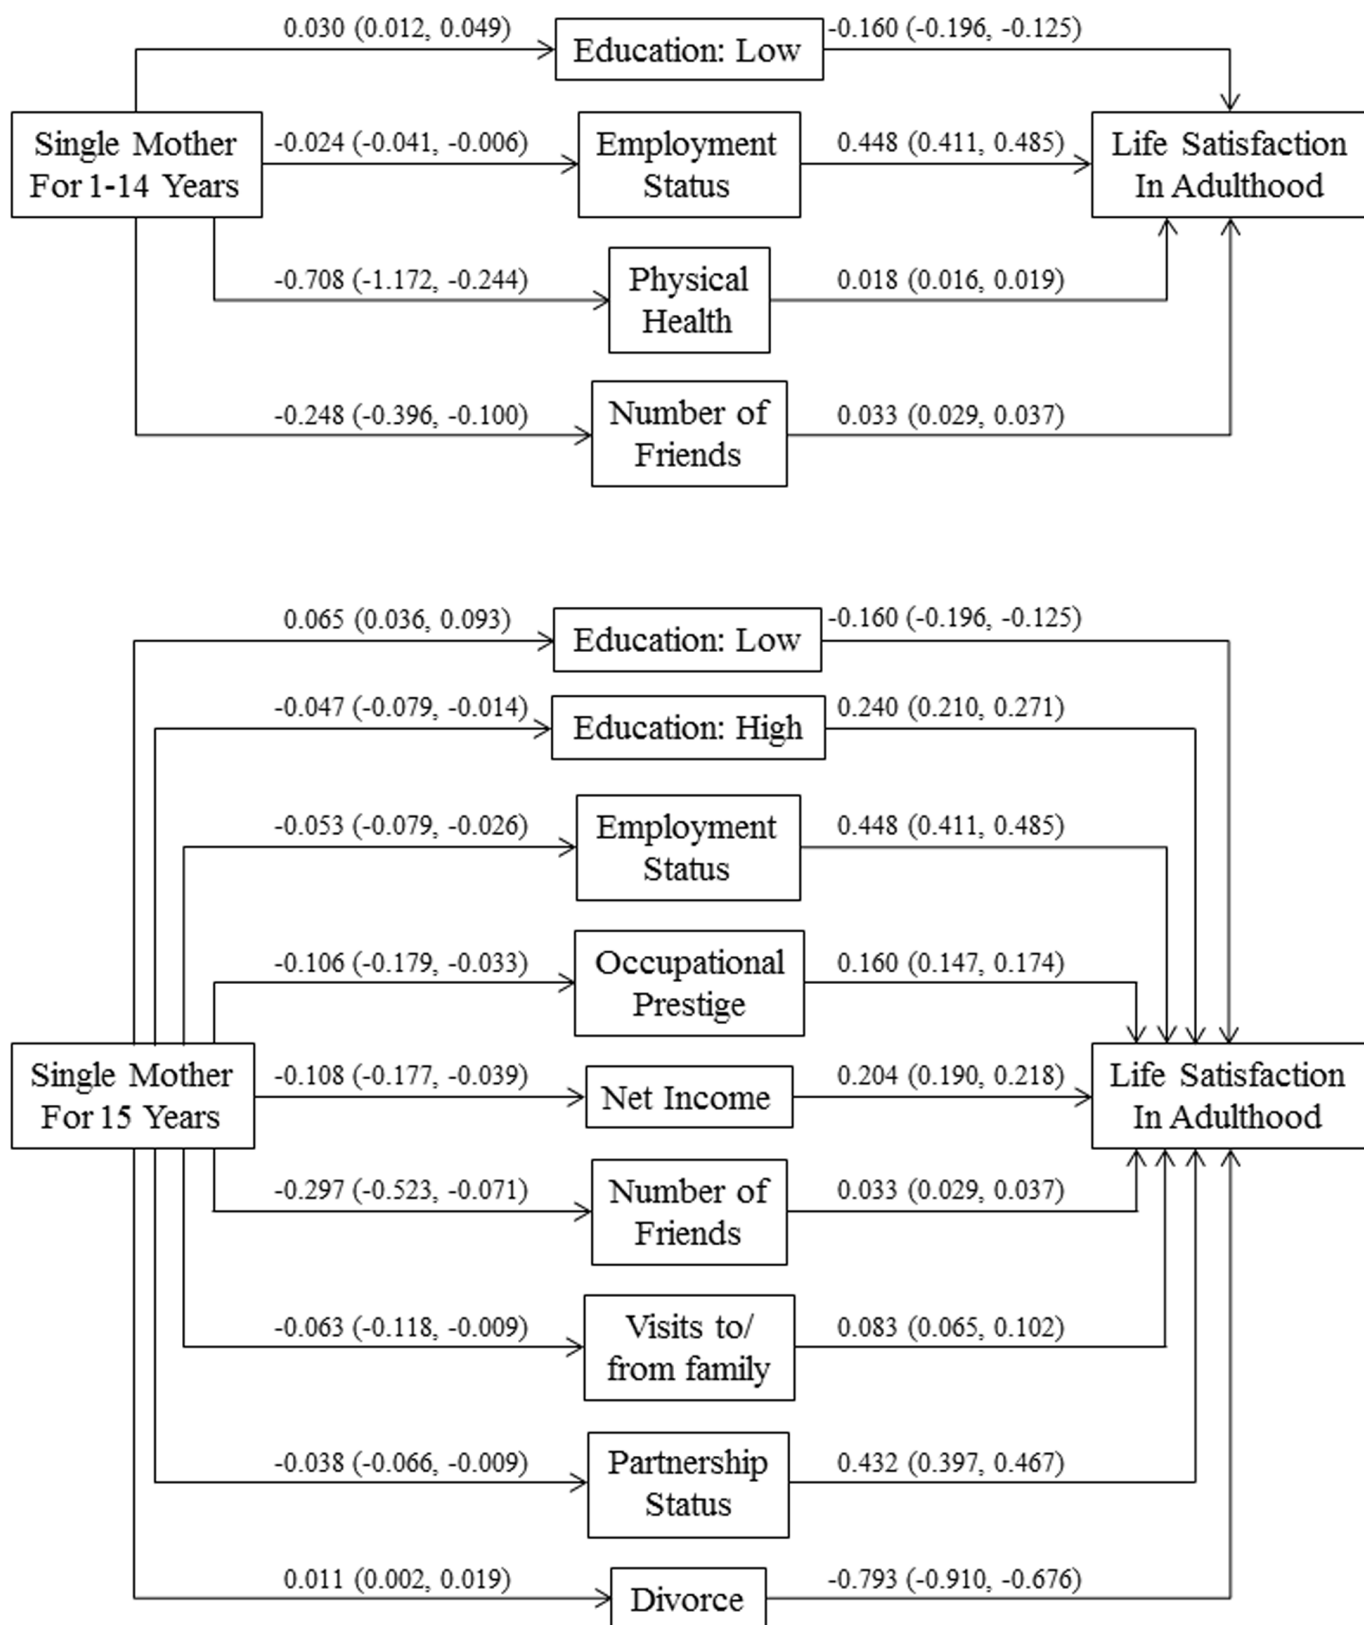 0.030 (0.012, 0.049)
Education: Low
-0.160 (-0.196, -0.125)
Single Mother
For 1-14 Years
-0.024 (-0.041, -0.006)
Employment
Status
0.448 (0.411, 0.485)
Life Satisfaction
In Adulthood
-0.708 (-1.172, -0.244)
Physical
Health
0.018 (0.016, 0.019)
-0.248 (-0.396, -0.100)
Number of
Friends
0.033 (0.029, 0.037)
0.065 (0.036, 0.093)
Education: Low
-0.160 (-0.196, -0.125)
-0.047 (-0.079, -0.014)
Education: High
0.240 (0.210, 0.271)
-0.053 (-0.079, -0.026)
Employment
Status
0.448 (0.411, 0.485)
-0.106 (-0.179, -0.033)
Occupational
Prestige
0.160 (0.147, 0.174)
Single Mother
For 15 Years
-0.108 (-0.177, -0.039)
Net Income
0.204 (0.190, 0.218)
Life Satisfaction
In Adulthood
-0.297 (-0.523, -0.071)
Number of
Friends
0.033 (0.029, 0.037)
-0.063 (-0.118, -0.009)
Visits to/
from family
0.083 (0.065, 0.102)
-0.038 (-0.066, -0.009)
Partnership
Status
0.432 (0.397, 0.467)
0.011 (0.002, 0.019)
Divorce
-0.793 (-0.910, -0.676)